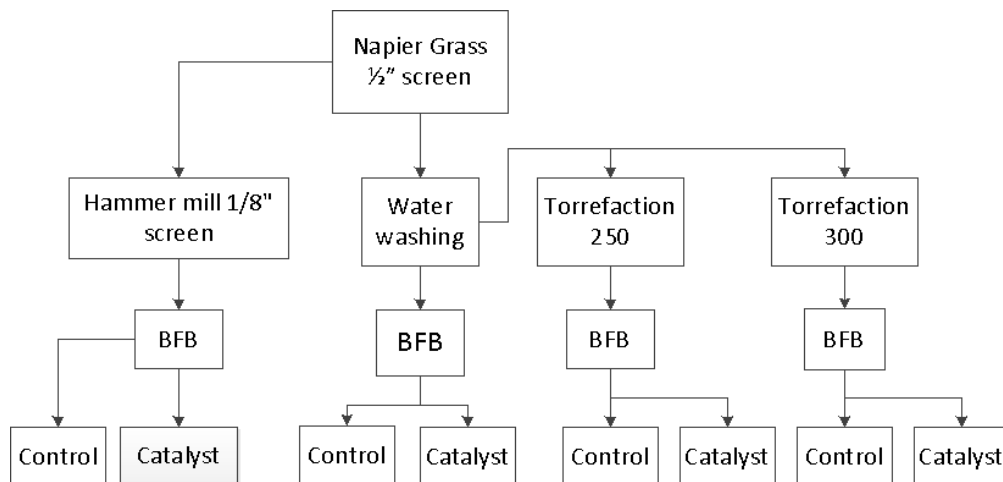 Napier Grass
½” screen
Hammer mill 1/8"
screen
Water
washing
Torrefaction
250
Torrefaction
300
BFB
BFB
BFB
BFB
Control
Catalyst
Control
Catalyst
Control
Catalyst
Control
Catalyst